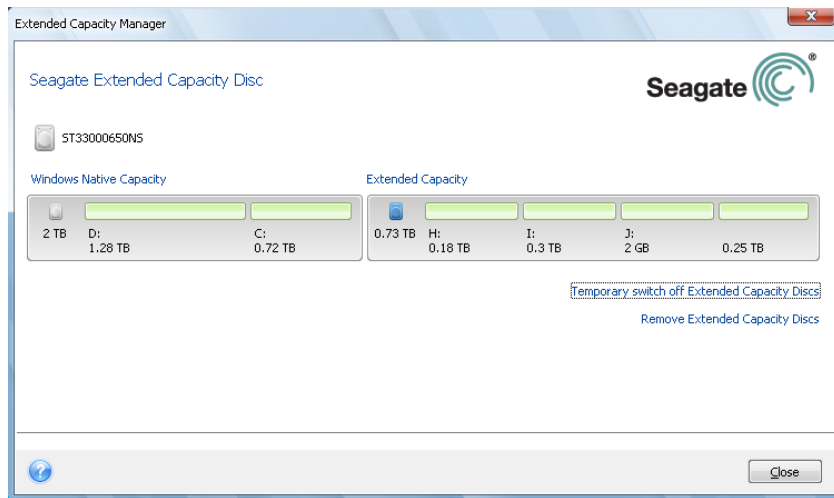 Extended Capacity Manager
Seagate Extended Capacity Disc
Seagate®
ST33000650NS
Windows Native Capacity
Extended Capacity
2 TB
D:
1.28 TB
C:
0.72 TB
0.73 TB
H:
0.18 TB
I:
0.3 TB
J:
2 GB
0.25 TB
Temporary switch off Extended Capacity Discs
Remove Extended Capacity Discs
Close